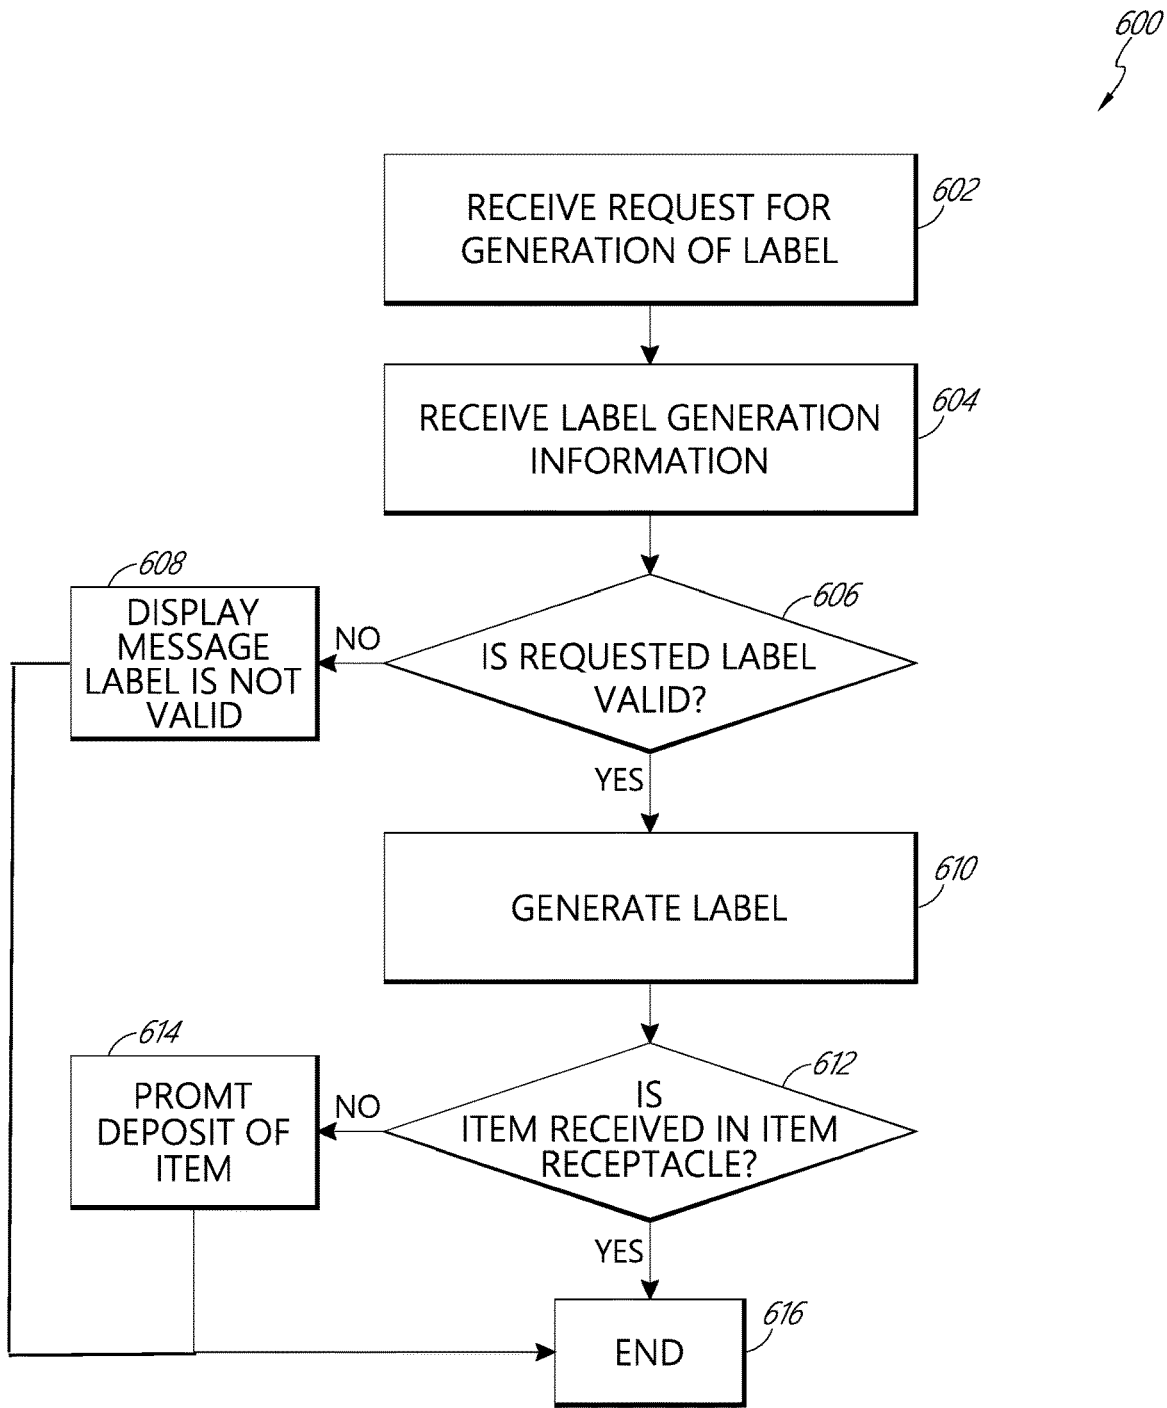 600
RECEIVE REQUEST FOR
GENERATION OF LABEL
602
RECEIVE LABEL GENERATION
INFORMATION
604
608
DISPLAY
MESSAGE
LABEL IS NOT
VALID
NO
606
IS REQUESTED LABEL
VALID?
YES
GENERATE LABEL
610
614
PROMT
DEPOSIT OF
ITEM
NO
612
IS
ITEM RECEIVED IN ITEM
RECEPTACLE?
YES
END
616